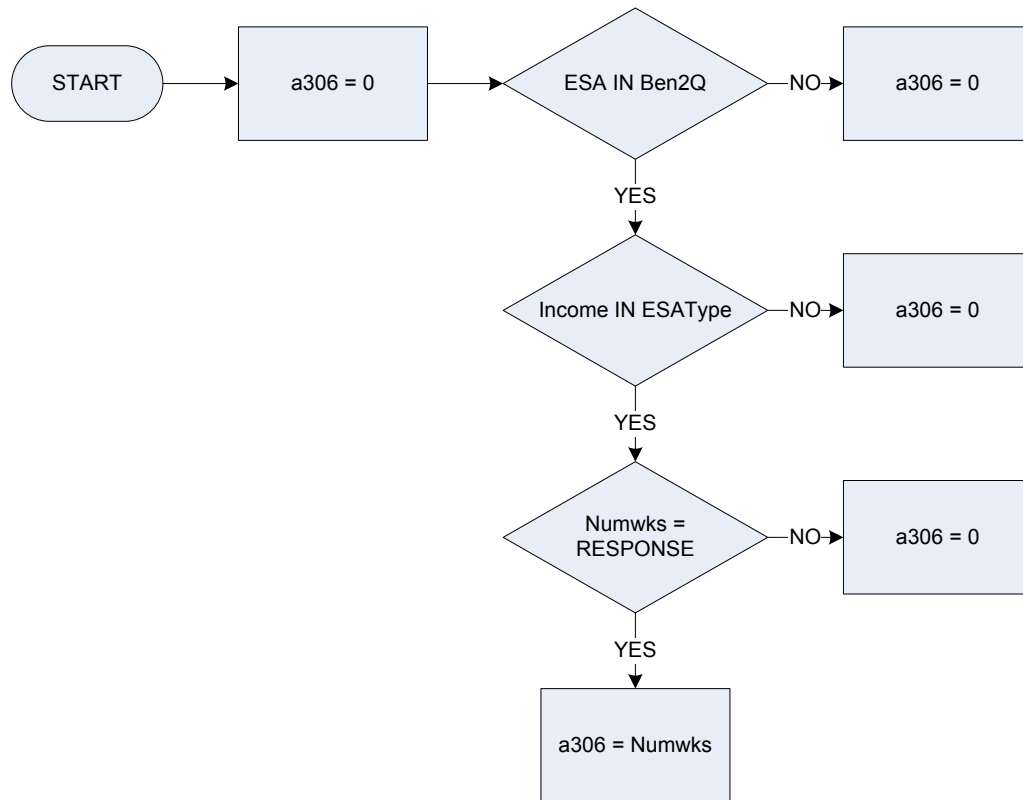 START
a306 = 0
ESA IN Ben2Q
NO
a306 = 0
YES
Income IN ESAType
NO
a306 = 0
YES
Numwks =
RESPONSE
NO
a306 = 0
YES
a306 = Numwks